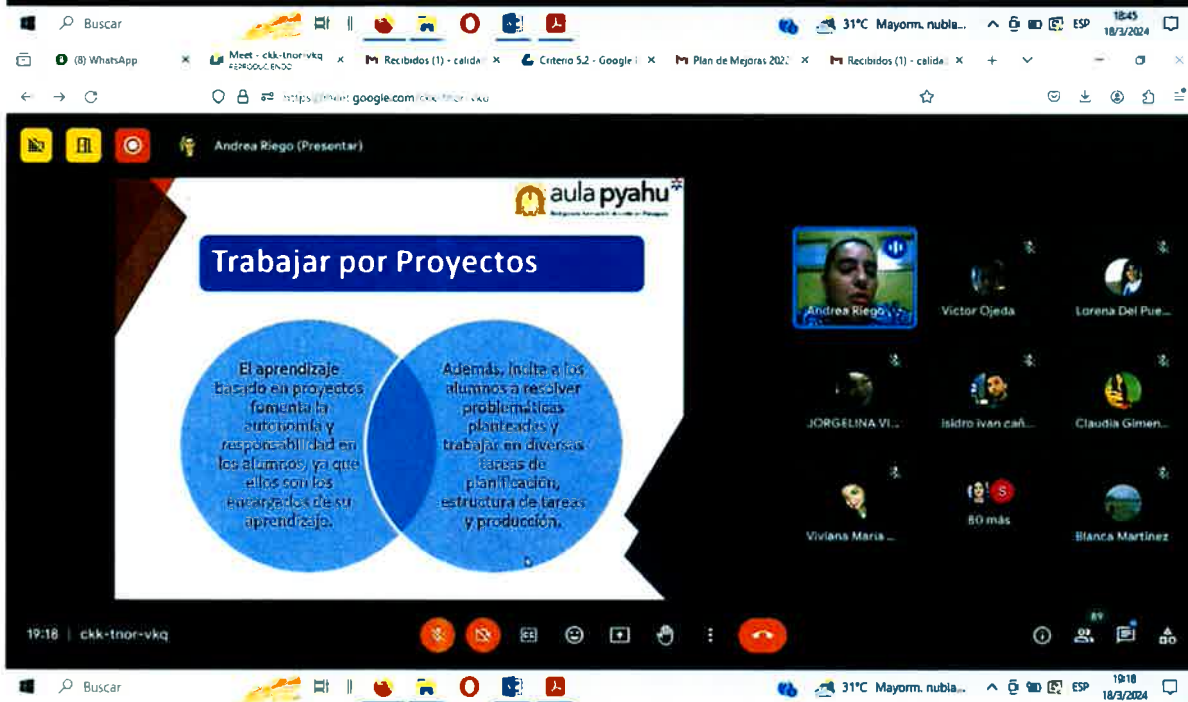 Buscar
31°C Mayorm. nubla...
ESP
18:45
18/3/2024
(8) WhatsApp
Meet - ckk-tnor-vkq
REPRODUCIENDO
Recibidos (1) - calida
Criterio 5.2 - Google
Plan de Mejoras 202
Recibidos (1) - calida
google.com
Andrea Riego (Presentar)
aula pyahu
Trabajar por Proyectos
El aprendizaje
basado en proyectos
fomenta la
autonomía y
responsabilidad en
los alumnos, ya que
ellos son los
encargados de su
aprendizaje.
Además, incite a los
alumnos a resolver
problemáticas
planteadas y
trabajar en diversas
tareas de
planificación,
estructura de tareas
y producción.
Andrea Riego
Victor Ojeda
Lorena Del Pue...
JORGELINA VI...
Isidro ivan cañ...
Claudia Gimen...
Viviana Maria ...
S
80 más
Blanca Martinez
19:18 | ckk-tnor-vkq
89
Buscar
31°C Mayorm. nubla...
ESP
19:18
18/3/2024